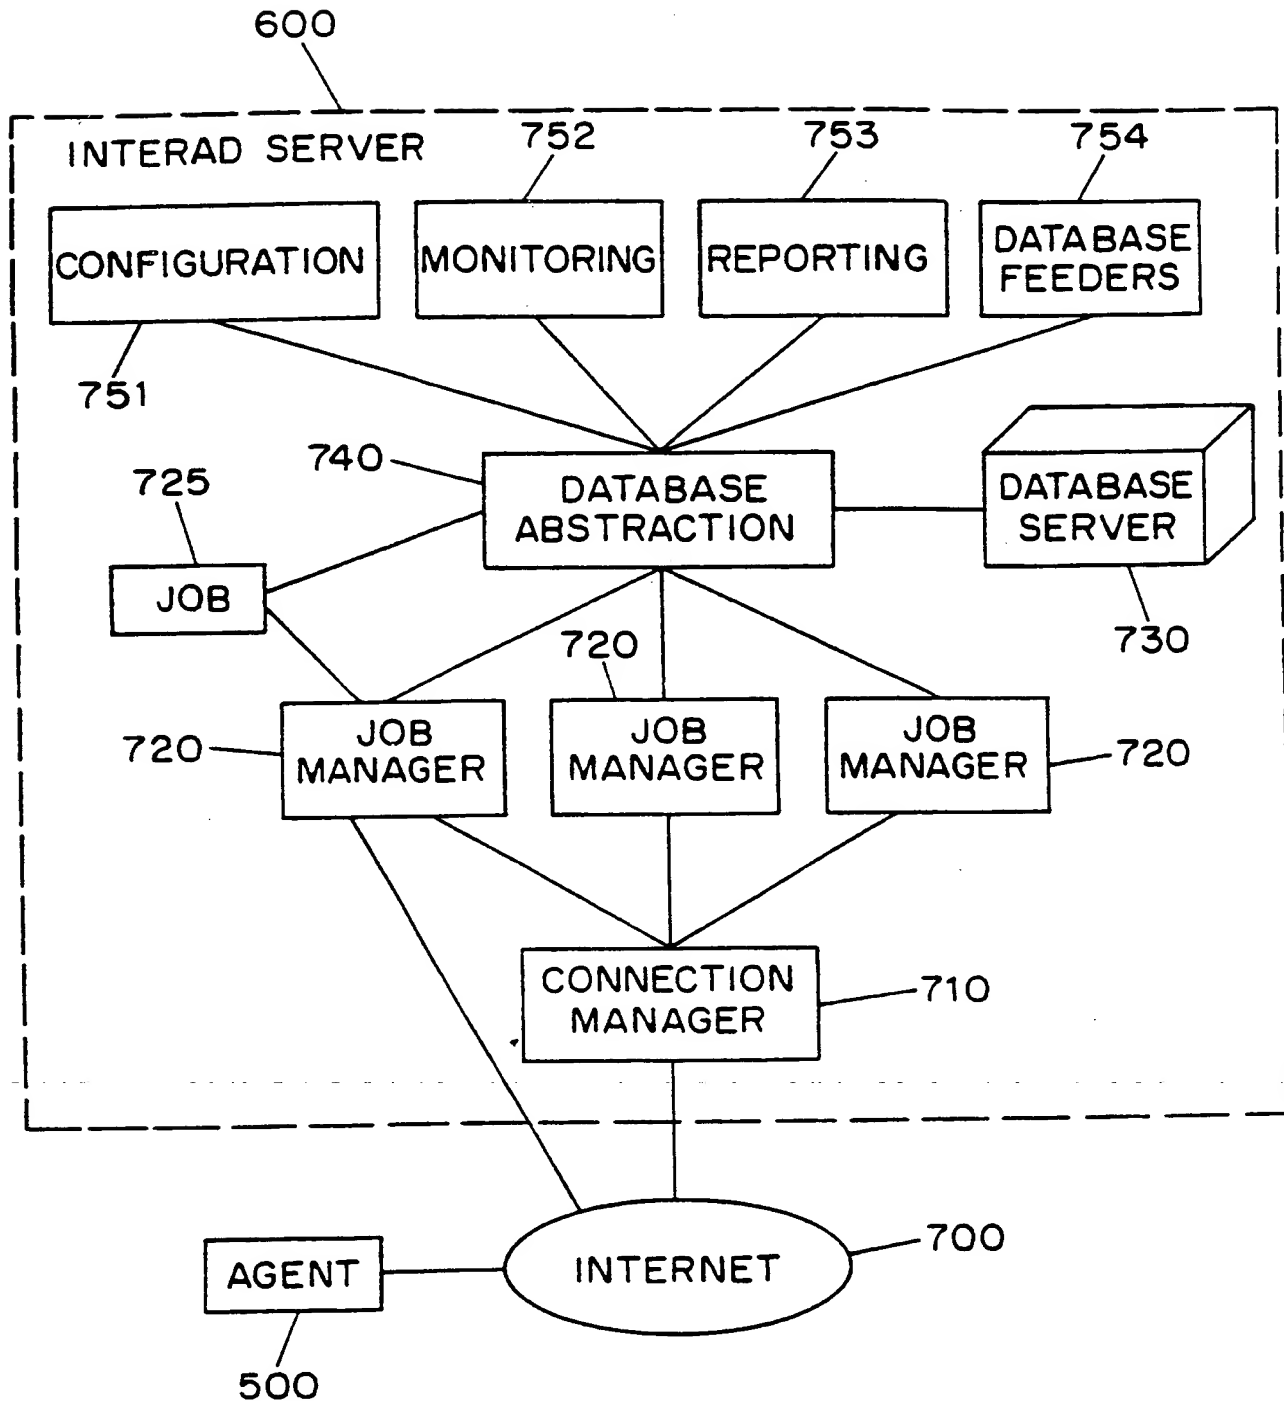 600
INTERAD SERVER
752
753
754
CONFIGURATION
MONITORING
REPORTING
DATABASE
FEEDERS
751
740
725
DATABASE
ABSTRACTION
DATABASE
SERVER
JOB
730
720
720
JOB
MANAGER
JOB
MANAGER
JOB
MANAGER
720
CONNECTION
MANAGER
710
700
INTERNET
AGENT
500